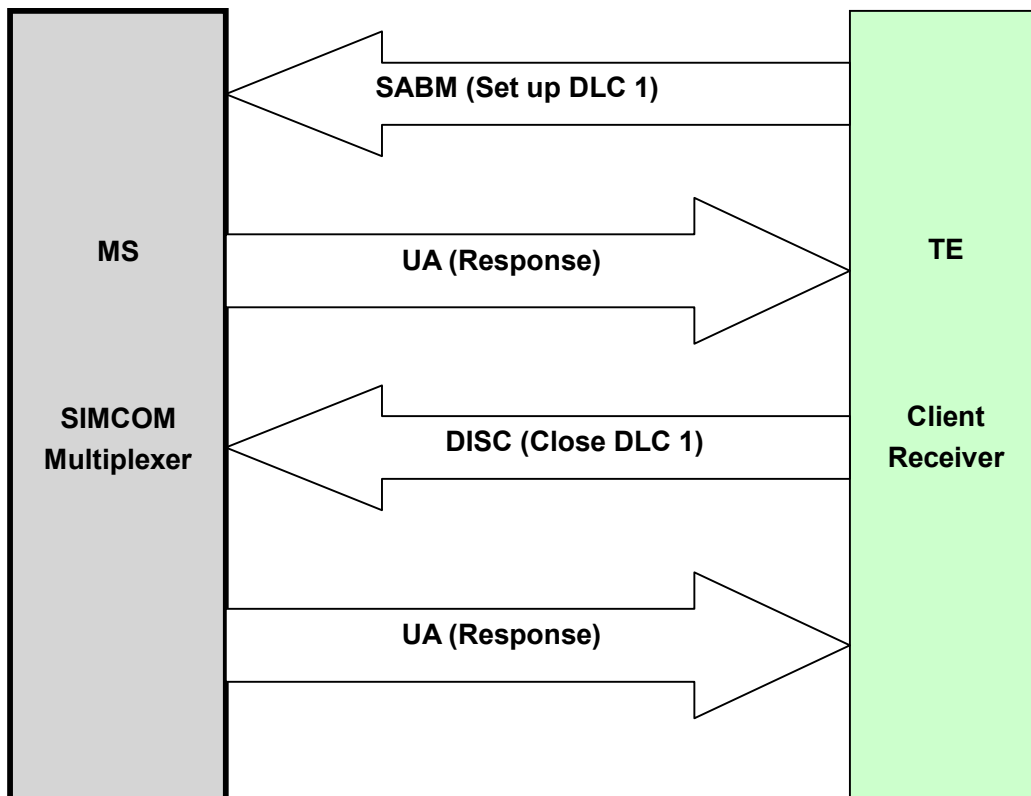 SABM (Set up DLC 1)
MS
UA (Response)
TE
SIMCOM
Multiplexer
DISC (Close DLC 1)
Client
Receiver
UA (Response)